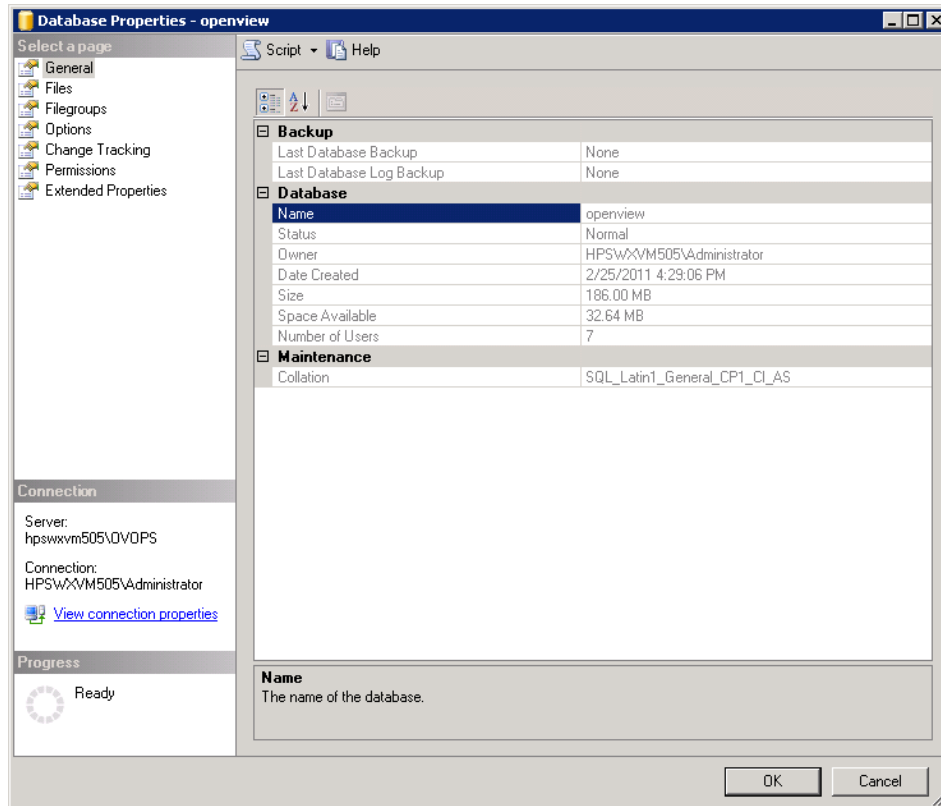 Database Properties - openview
Select a page
General
Files
Filegroups
Options
Change Tracking
Permissions
Extended Properties
Connection
Server:
hpswxvm505\OVOPS
Connection:
HPSWXVM505\Administrator
View connection properties
Progress
Ready
Script Help
Backup
Last Database Backup None
Last Database Log Backup None
Database
Name openview
Status Normal
Owner HPSWXVM505\Administrator
Date Created 2/25/2011 4:29:06 PM
Size 186.00 MB
Space Available 32.64 MB
Number of Users 7
Maintenance
Collation SQL_Latin1_General_CP1_CI_AS
Name
The name of the database.
OK Cancel